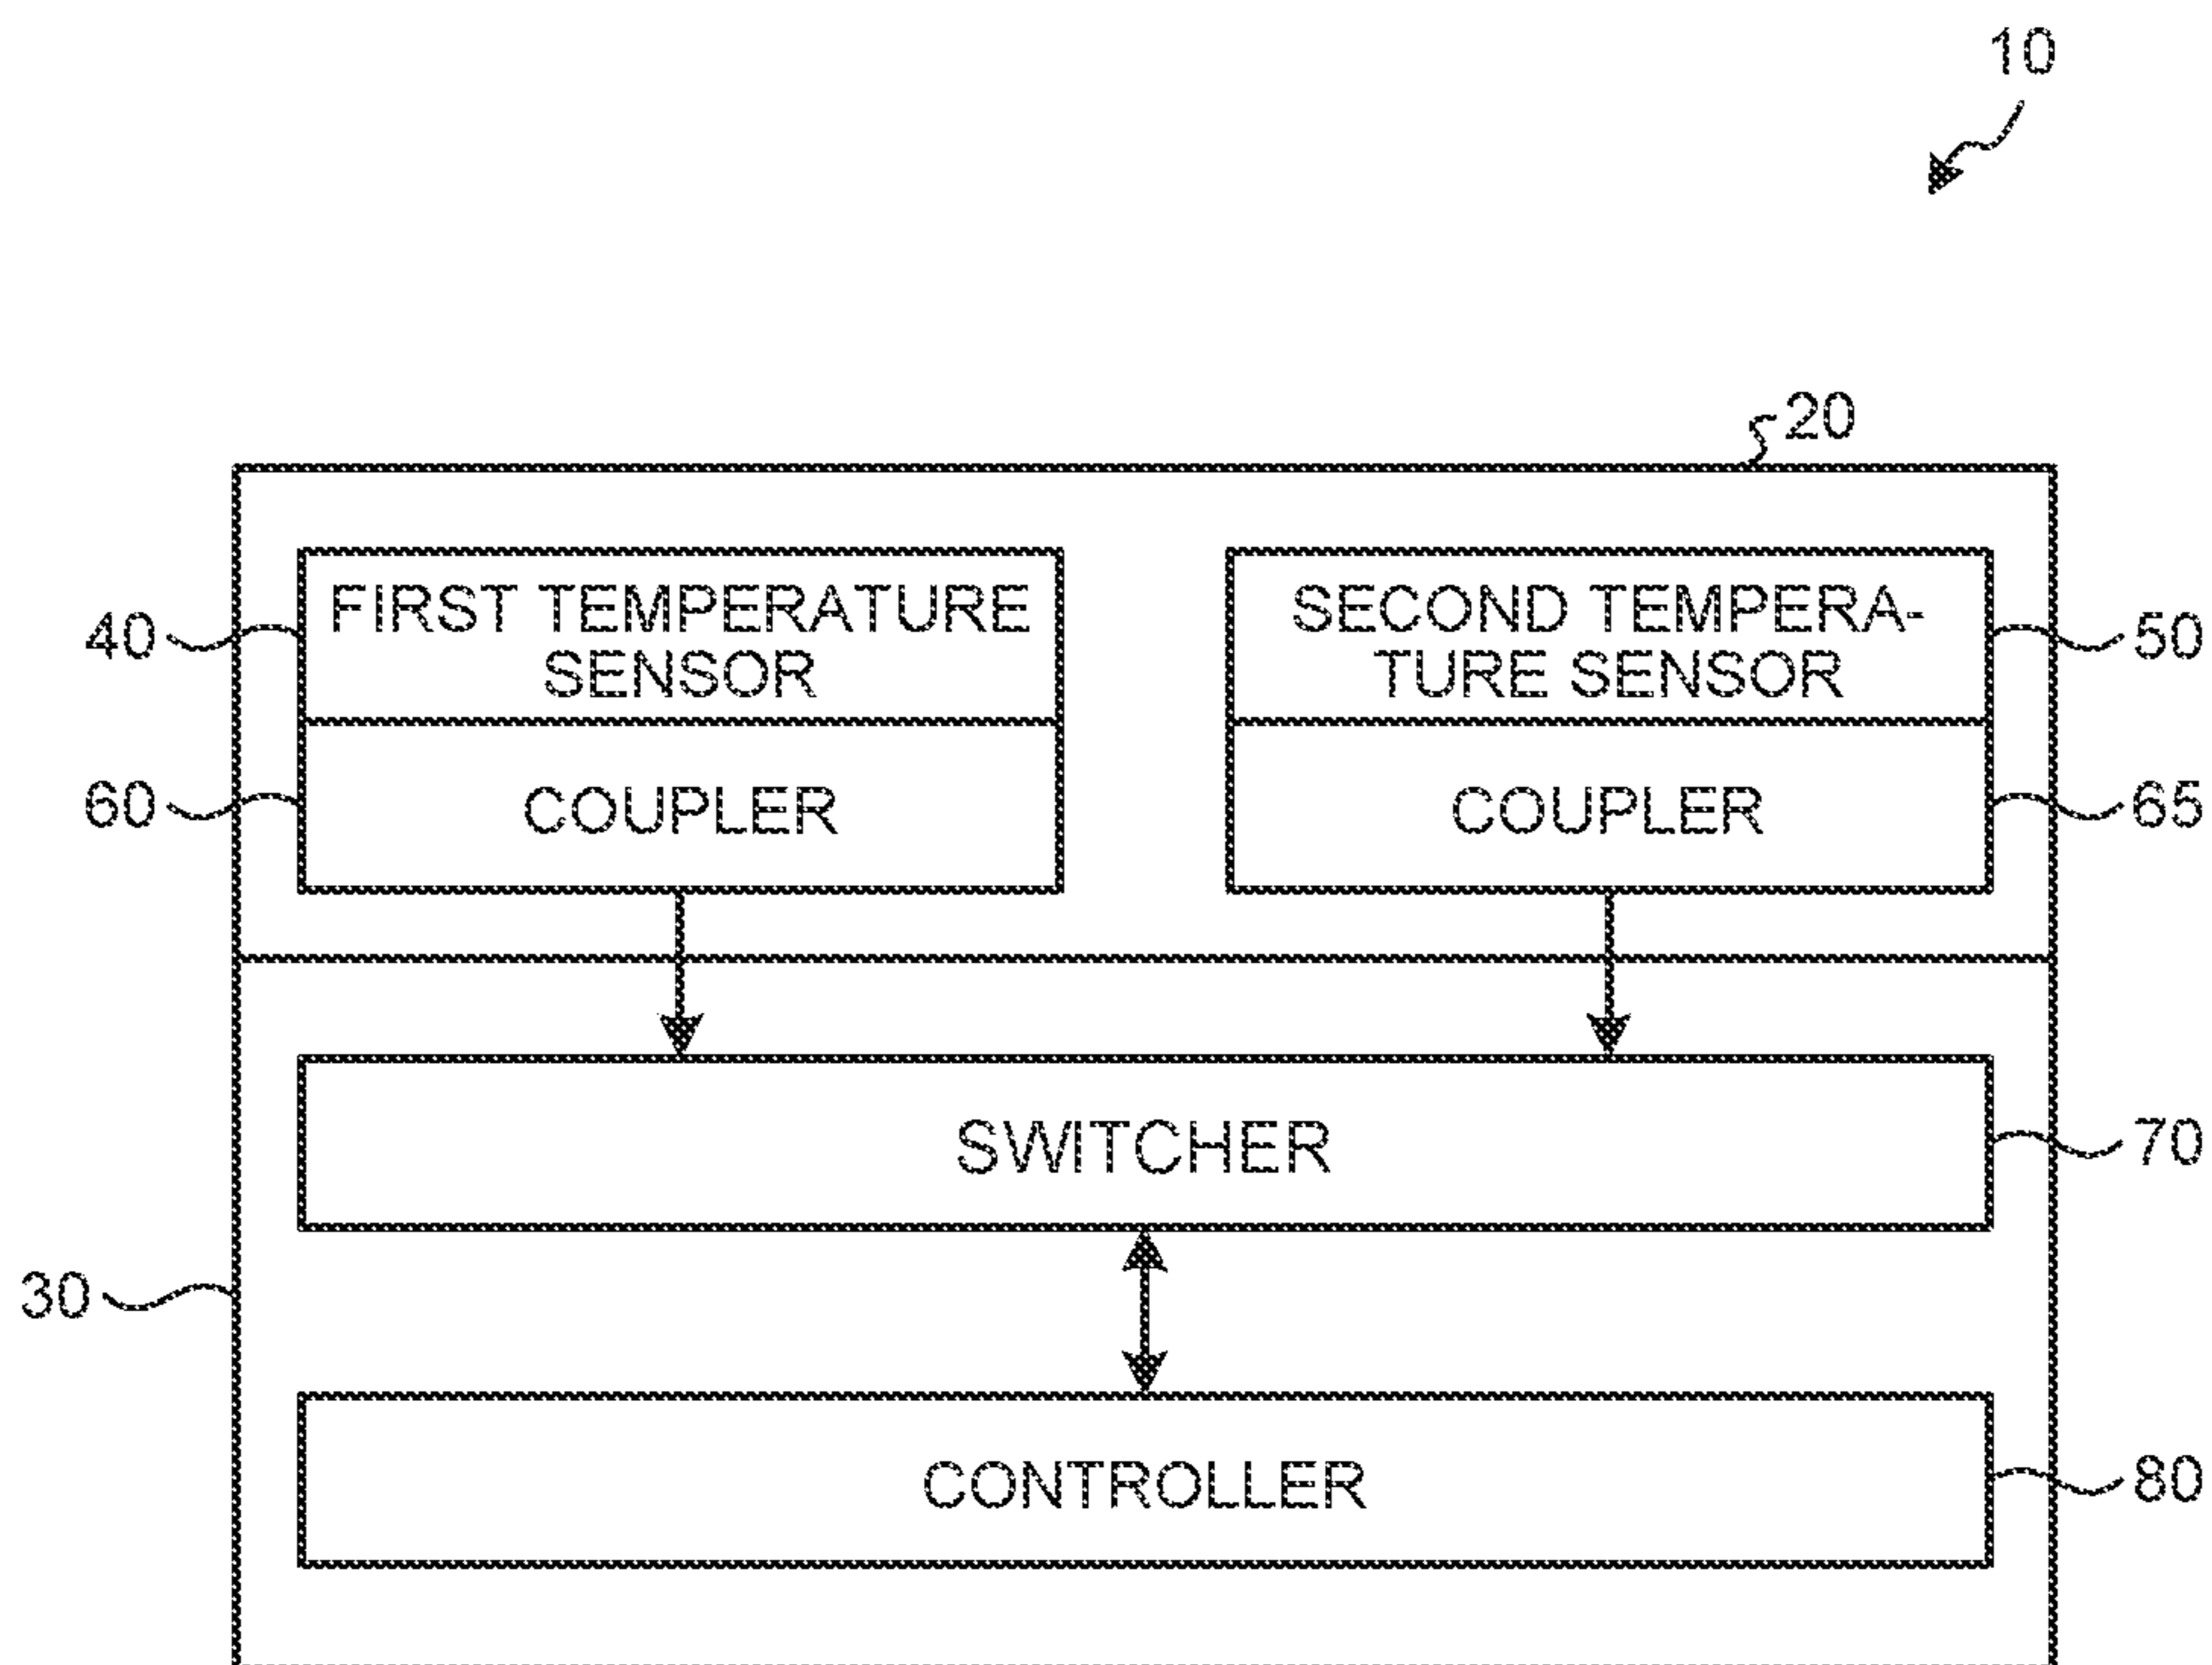 10
20
FIRST TEMPERATURE
SENSOR
SECOND TEMPERA-
TURE SENSOR
40
50
COUPLER
COUPLER
60
65
SWITCHER
70
30
CONTROLLER
80